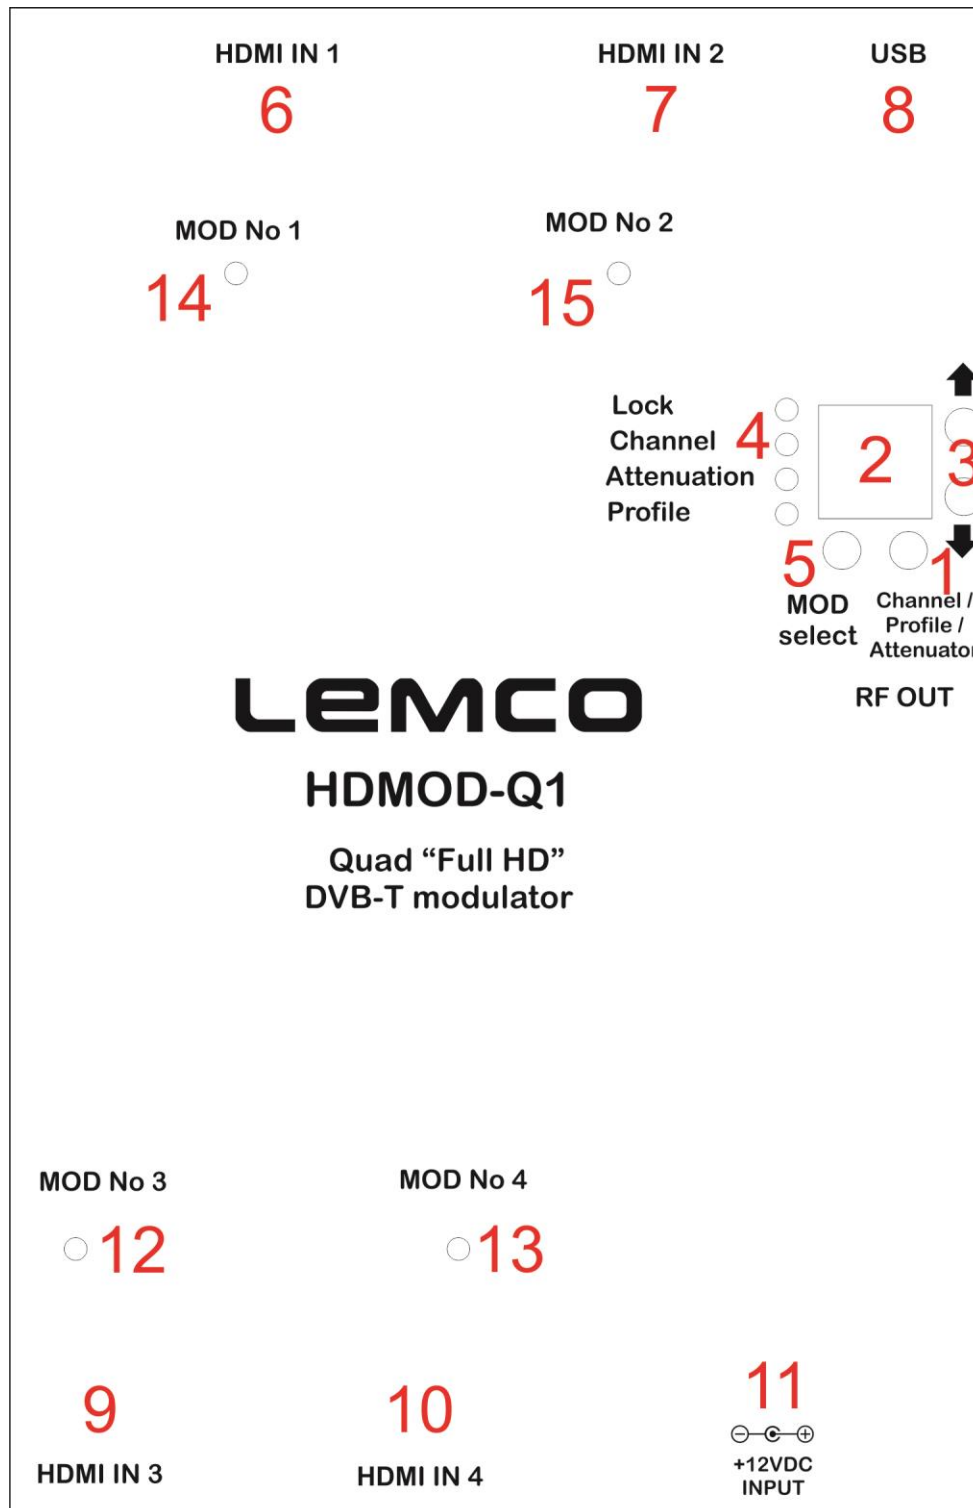 HDMI IN 1
HDMI IN 2
USB
6
7
8
MOD No 1
MOD No 2
14
15
Lock
Channel
Attenuation
Profile
4
2
3
5
1
MOD
select
Channel /
Profile /
Attenuator
RF OUT
LEMCO
HDMOD-Q1
Quad “Full HD”
DVB-T modulator
MOD No 3
MOD No 4
12
13
9
10
11
HDMI IN 3
HDMI IN 4
+12VDC
INPUT